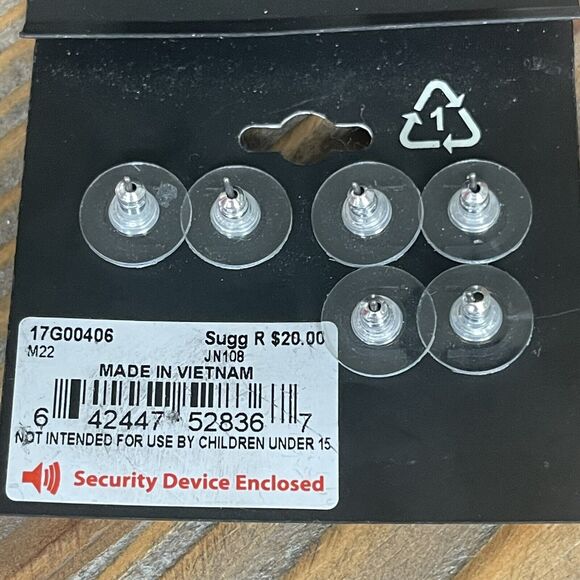 1
17G00406 Sugg R $20.00
M22 JN108
MADE IN VIETNAM
6 42447 52836 7
NOT INTENDED FOR USE BY CHILDREN UNDER 15
Security Device Enclosed